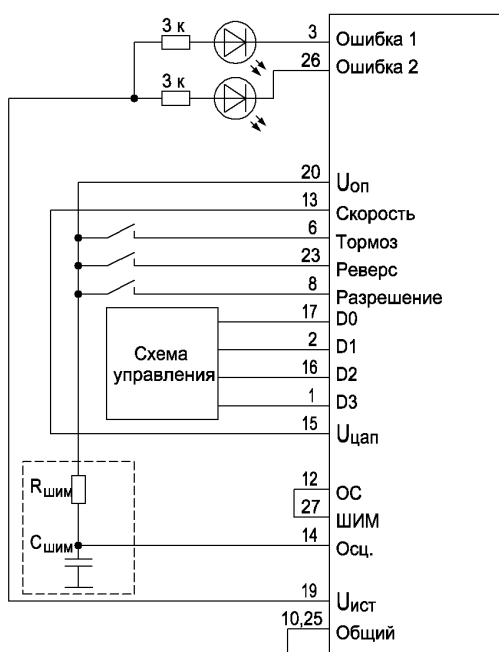 3 к
3 Ошибка 1
26 Ошибка 2
3 к
20 Uоп
13 Скорость
6 Тормоз
23 Реверс
8 Разрешение
17 D0
2 D1
16 D2
1 D3
Схема
управления
15 Uцап
Rшим
12 ОС
27 ШИМ
Cшим
14 Осц.
19 Uист
10,25 Общий